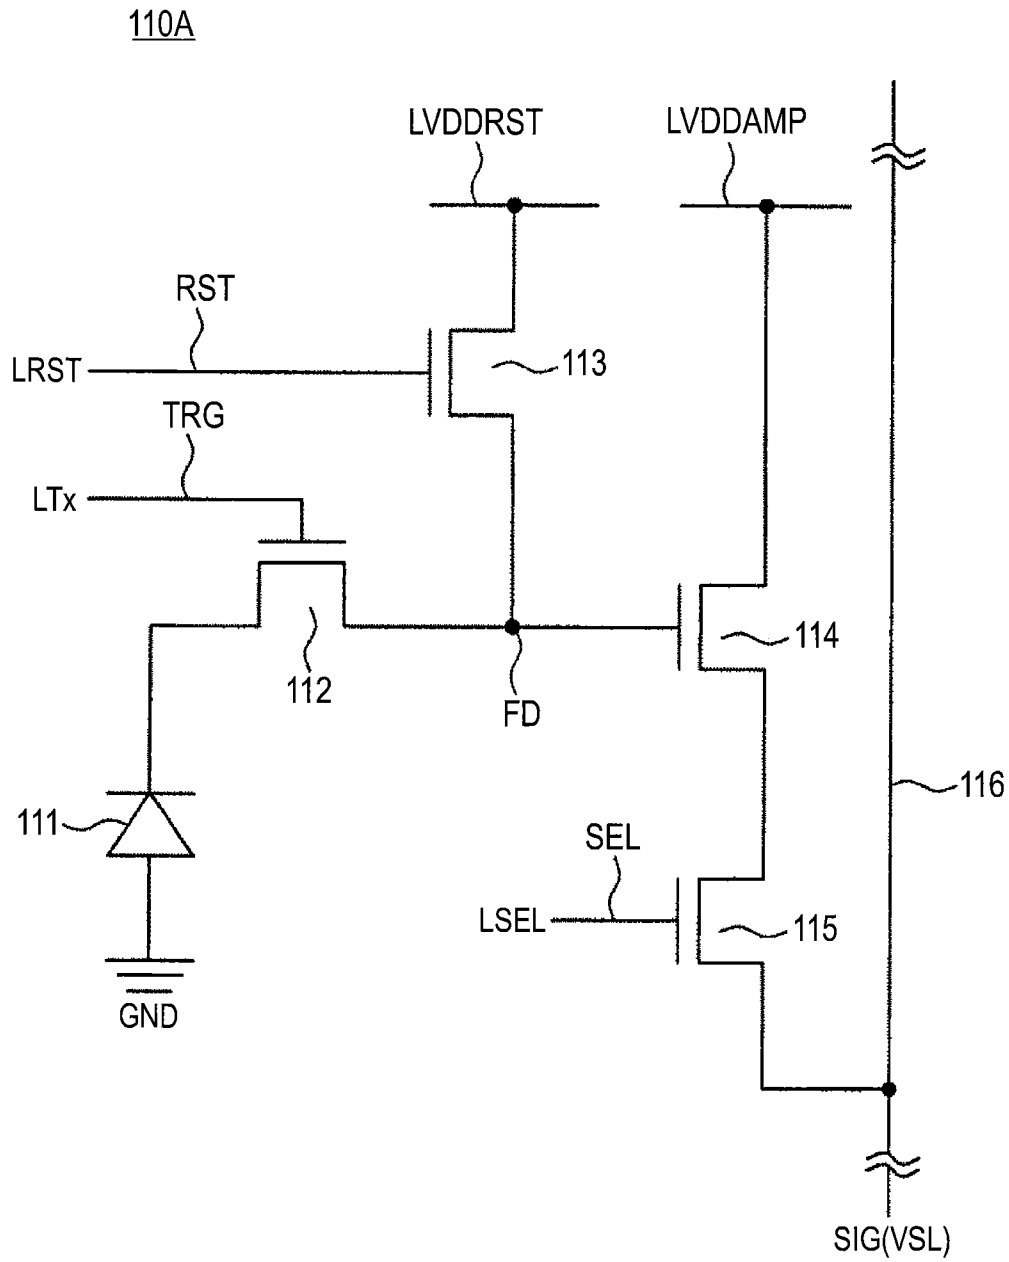 110A
LVDDRST
LVDDAMP
RST
LRST
113
TRG
LTx
114
112
FD
116
111
SEL
LSEL
115
GND
SIG(VSL)